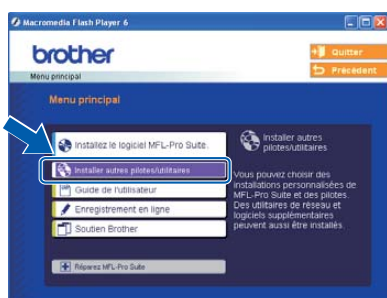 Macromedia Flash Player 6
brother
Quitter
Précédent
Menu principal
Menu principal
Installez le logiciel MFL-Pro Suite.
Installer autres pilotes/utilitaires
Guide de l'utilisateur
Enregistrement en ligne
Soutien Brother
Réparez MFL-Pro Suite
Installer autres
pilotes/utilitaires
Vous pouvez choisir des
installations personnalisées de
MFL-Pro Suite et des pilotes.
Des utilitaires de réseau et
logiciels supplémentaires
peuvent aussi être installés.